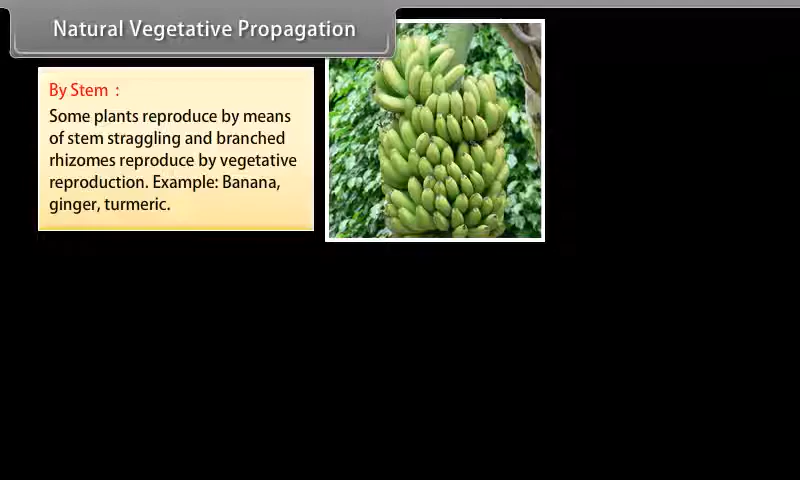 Natural Vegetative Propagation
By Stem :
Some plants reproduce by means
of stem straggling and branched
rhizomes reproduce by vegetative
reproduction. Example: Banana,
ginger, turmeric.